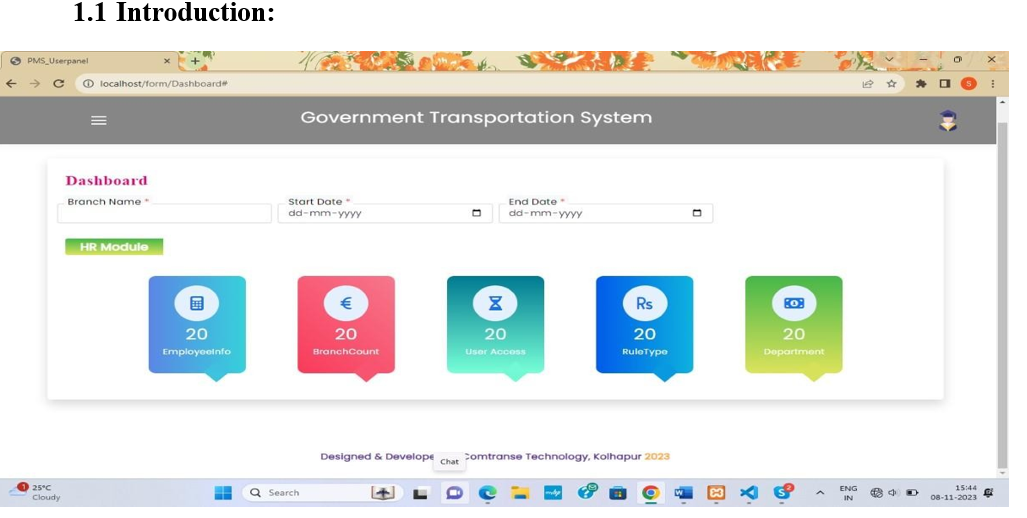 1.1 Introduction:
PMS_Userpanel
localhost/form/Dashboard#
S
Government Transportation System
Dashboard
Branch Name *
Start Date *
End Date *
dd-mm-yyyy
dd-mm-yyyy
HR Module
€
Rs
20
20
20
20
20
EmployeeInfo
BranchCount
User Access
RuleType
Department
Designed & Develope
Comtranse Technology, Kolhapur 2023
Chat
1
25°C
Cloudy
Search
2
ENG
IN
15:44
08-11-2023